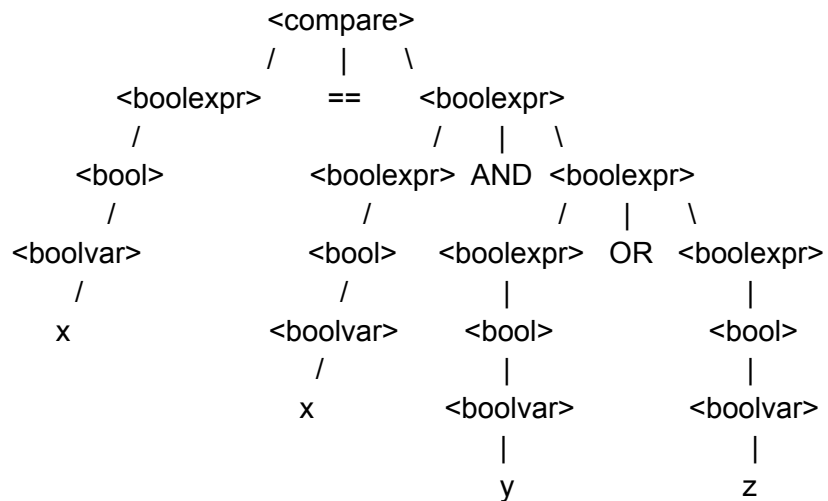 <compare>
/ | \
<boolexpr> == <boolexpr>
/ / | \
<bool> <boolexpr> AND <boolexpr>
/ / / | \
<boolvar> <bool> <boolexpr> OR <boolexpr>
/ / | |
x <boolvar> <bool> <bool>
/ | |
x <boolvar> <boolvar>
| |
y z